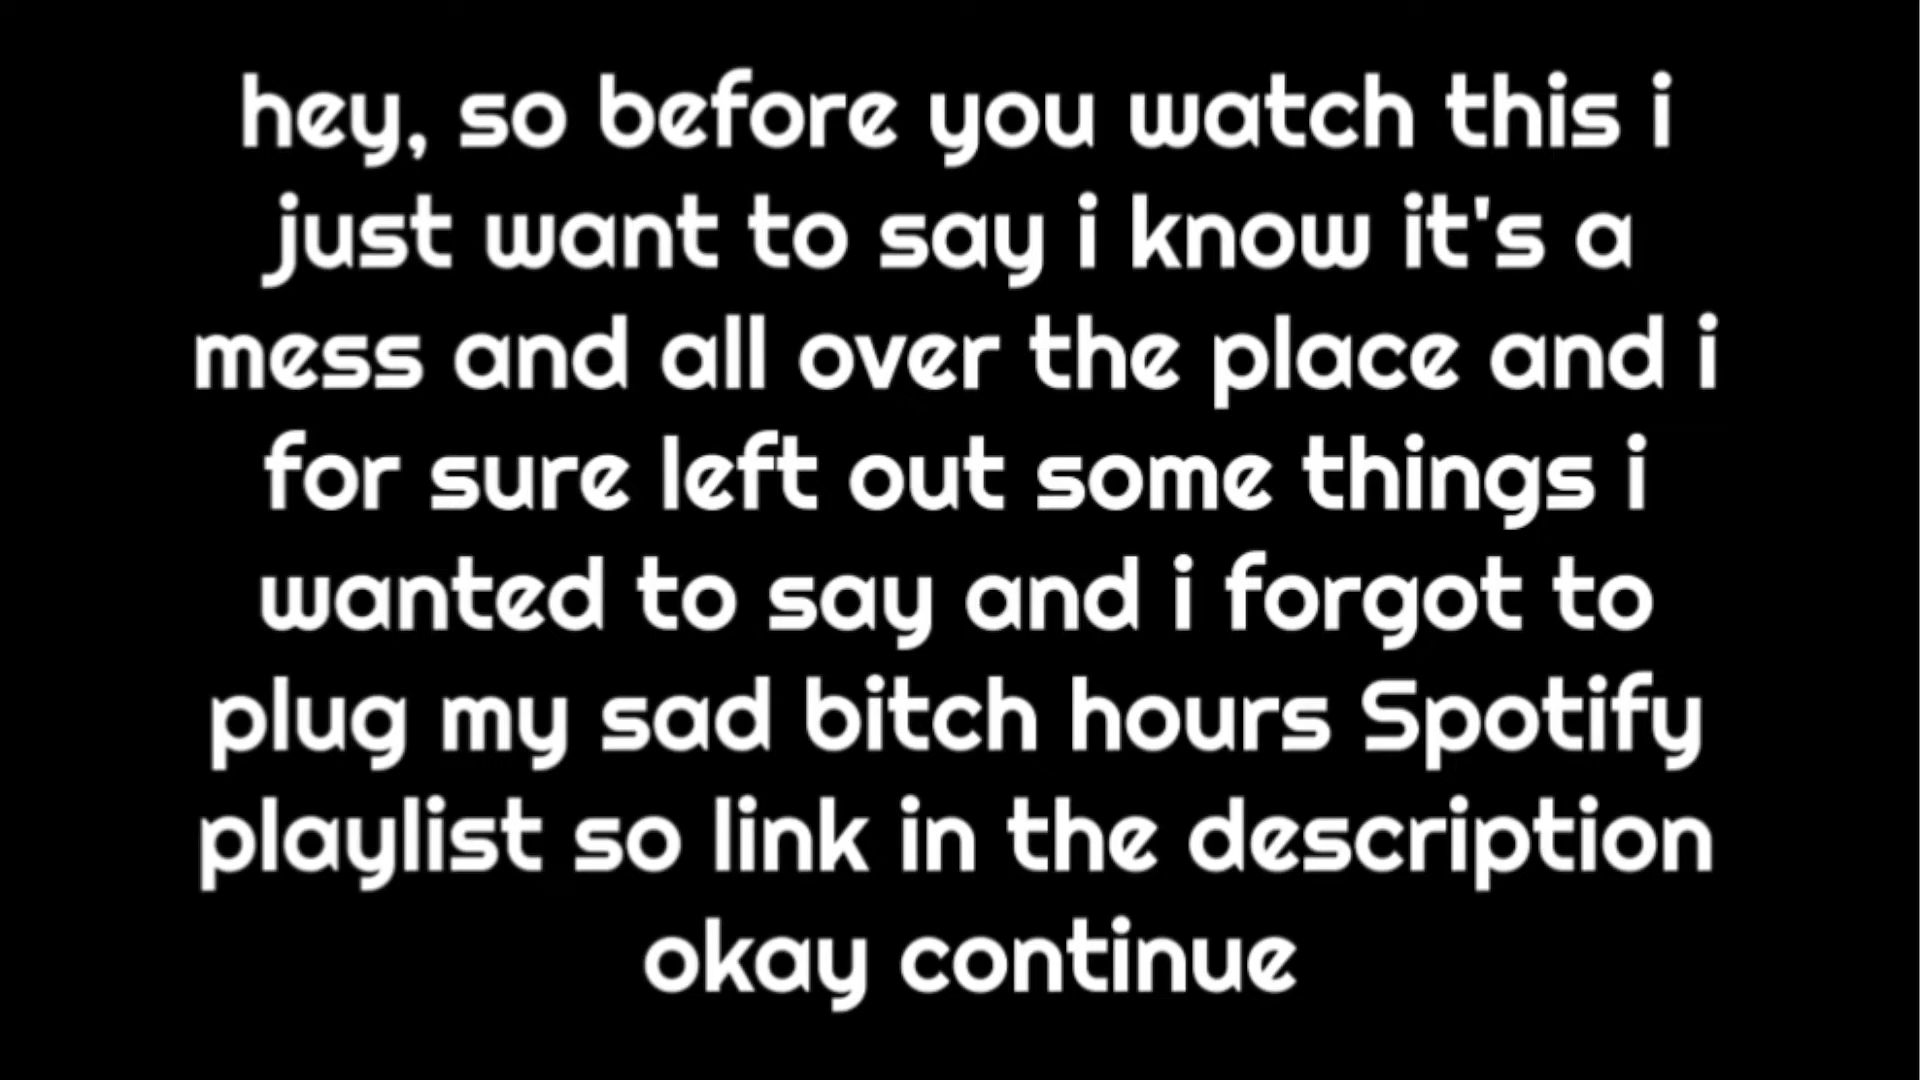 hey, so before you watch this i
just want to say i know it's a
mess and all over the place and i
for sure left out some things i
wanted to say and i forgot to
plug my sad bitch hours Spotify
playlist so link in the description
okay continue